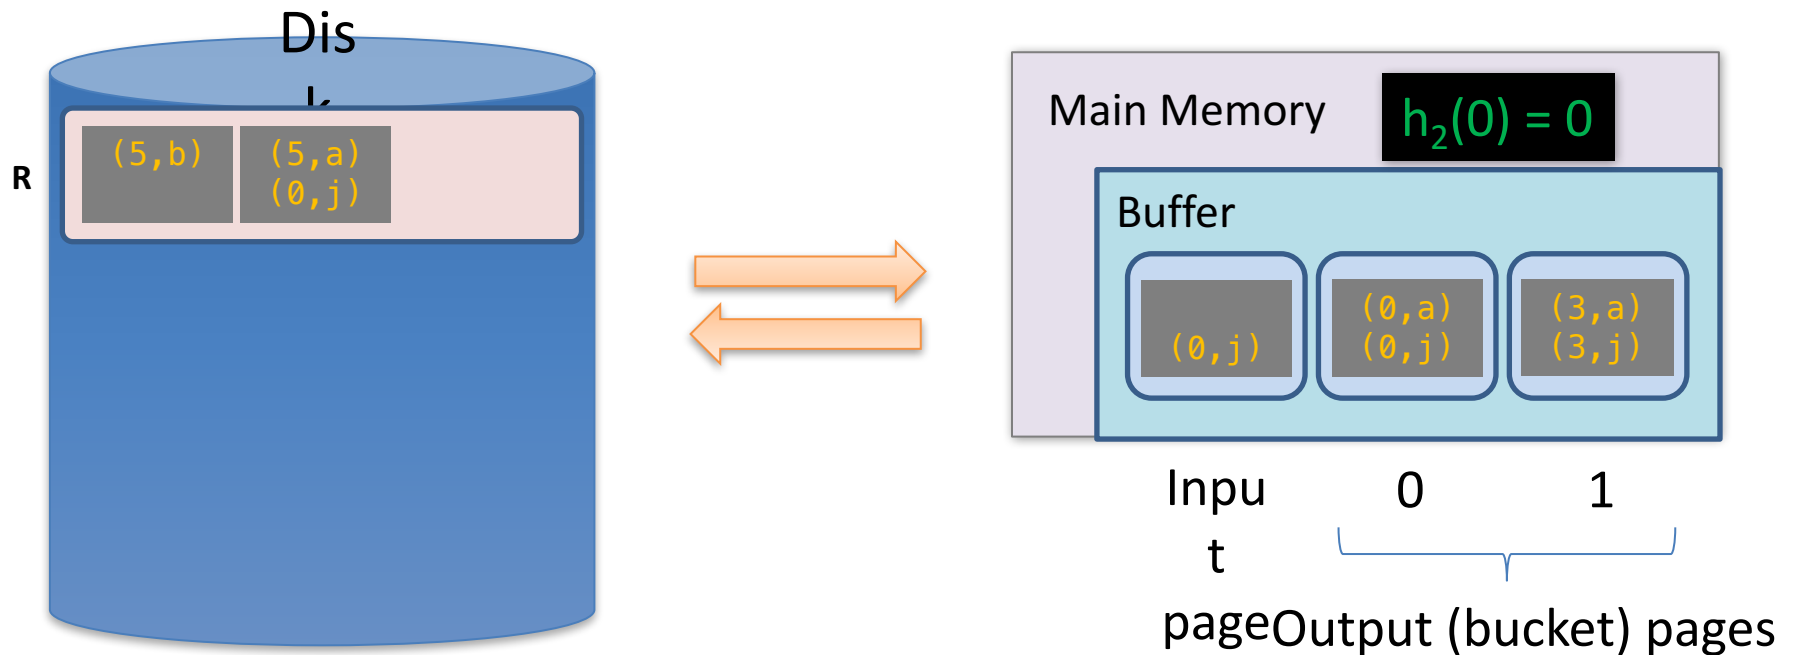 Dis
k
R
(5,b)
(5,a)
(0,j)
Main Memory
h₂(0) = 0
Buffer
(0,j)
(0,a)
(0,j)
(3,a)
(3,j)
Inpu
t
page
0
1
Output (bucket) pages